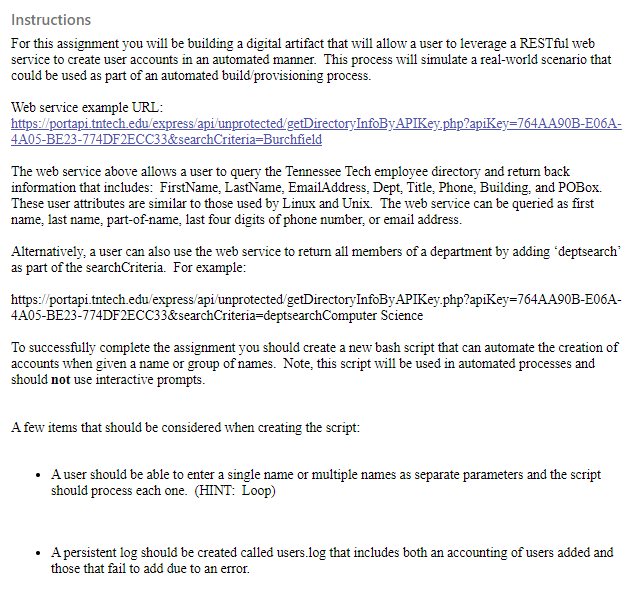 Instructions
For this assignment you will be building a digital artifact that will allow a user to leverage a RESTful web
service to create user accounts in an automated manner.  This process will simulate a real-world scenario that
could be used as part of an automated build/provisioning process.
Web service example URL:
https://portapi.tntech.edu/express/api/unprotected/getDirectoryInfoByAPIKey.php?apiKey=764AA90B-E06A-
4A05-BE23-774DF2ECC33&searchCriteria=Burchfield
The web service above allows a user to query the Tennessee Tech employee directory and return back
information that includes:  FirstName, LastName, EmailAddress, Dept, Title, Phone, Building, and POBox.
These user attributes are similar to those used by Linux and Unix.  The web service can be queried as first
name, last name, part-of-name, last four digits of phone number, or email address.
Alternatively, a user can also use the web service to return all members of a department by adding ‘deptsearch’
as part of the searchCriteria.  For example:
https://portapi.tntech.edu/express/api/unprotected/getDirectoryInfoByAPIKey.php?apiKey=764AA90B-E06A-
4A05-BE23-774DF2ECC33&searchCriteria=deptsearchComputer Science
To successfully complete the assignment you should create a new bash script that can automate the creation of
accounts when given a name or group of names.  Note, this script will be used in automated processes and
should not use interactive prompts.
A few items that should be considered when creating the script:
• A user should be able to enter a single name or multiple names as separate parameters and the script
should process each one.  (HINT:  Loop)
• A persistent log should be created called users.log that includes both an accounting of users added and
those that fail to add due to an error.